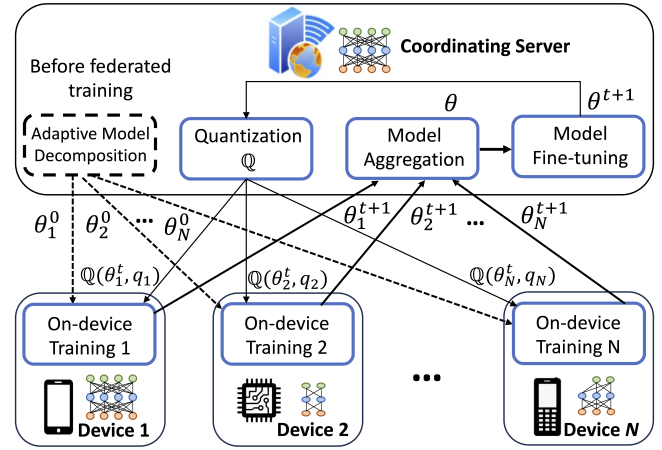 Coordinating Server
Before federated
training
θ
θ^{t+1}
Adaptive Model
Decomposition
Quantization
ℚ
Model
Aggregation
Model
Fine-tuning
θ_1^0
θ_2^0
...
θ_N^0
θ_1^{t+1}
θ_2^{t+1}
...
θ_N^{t+1}
ℚ(θ_1^t, q_1)
ℚ(θ_2^t, q_2)
ℚ(θ_N^t, q_N)
On-device
Training 1
On-device
Training 2
On-device
Training N
...
Device 1
Device 2
Device N